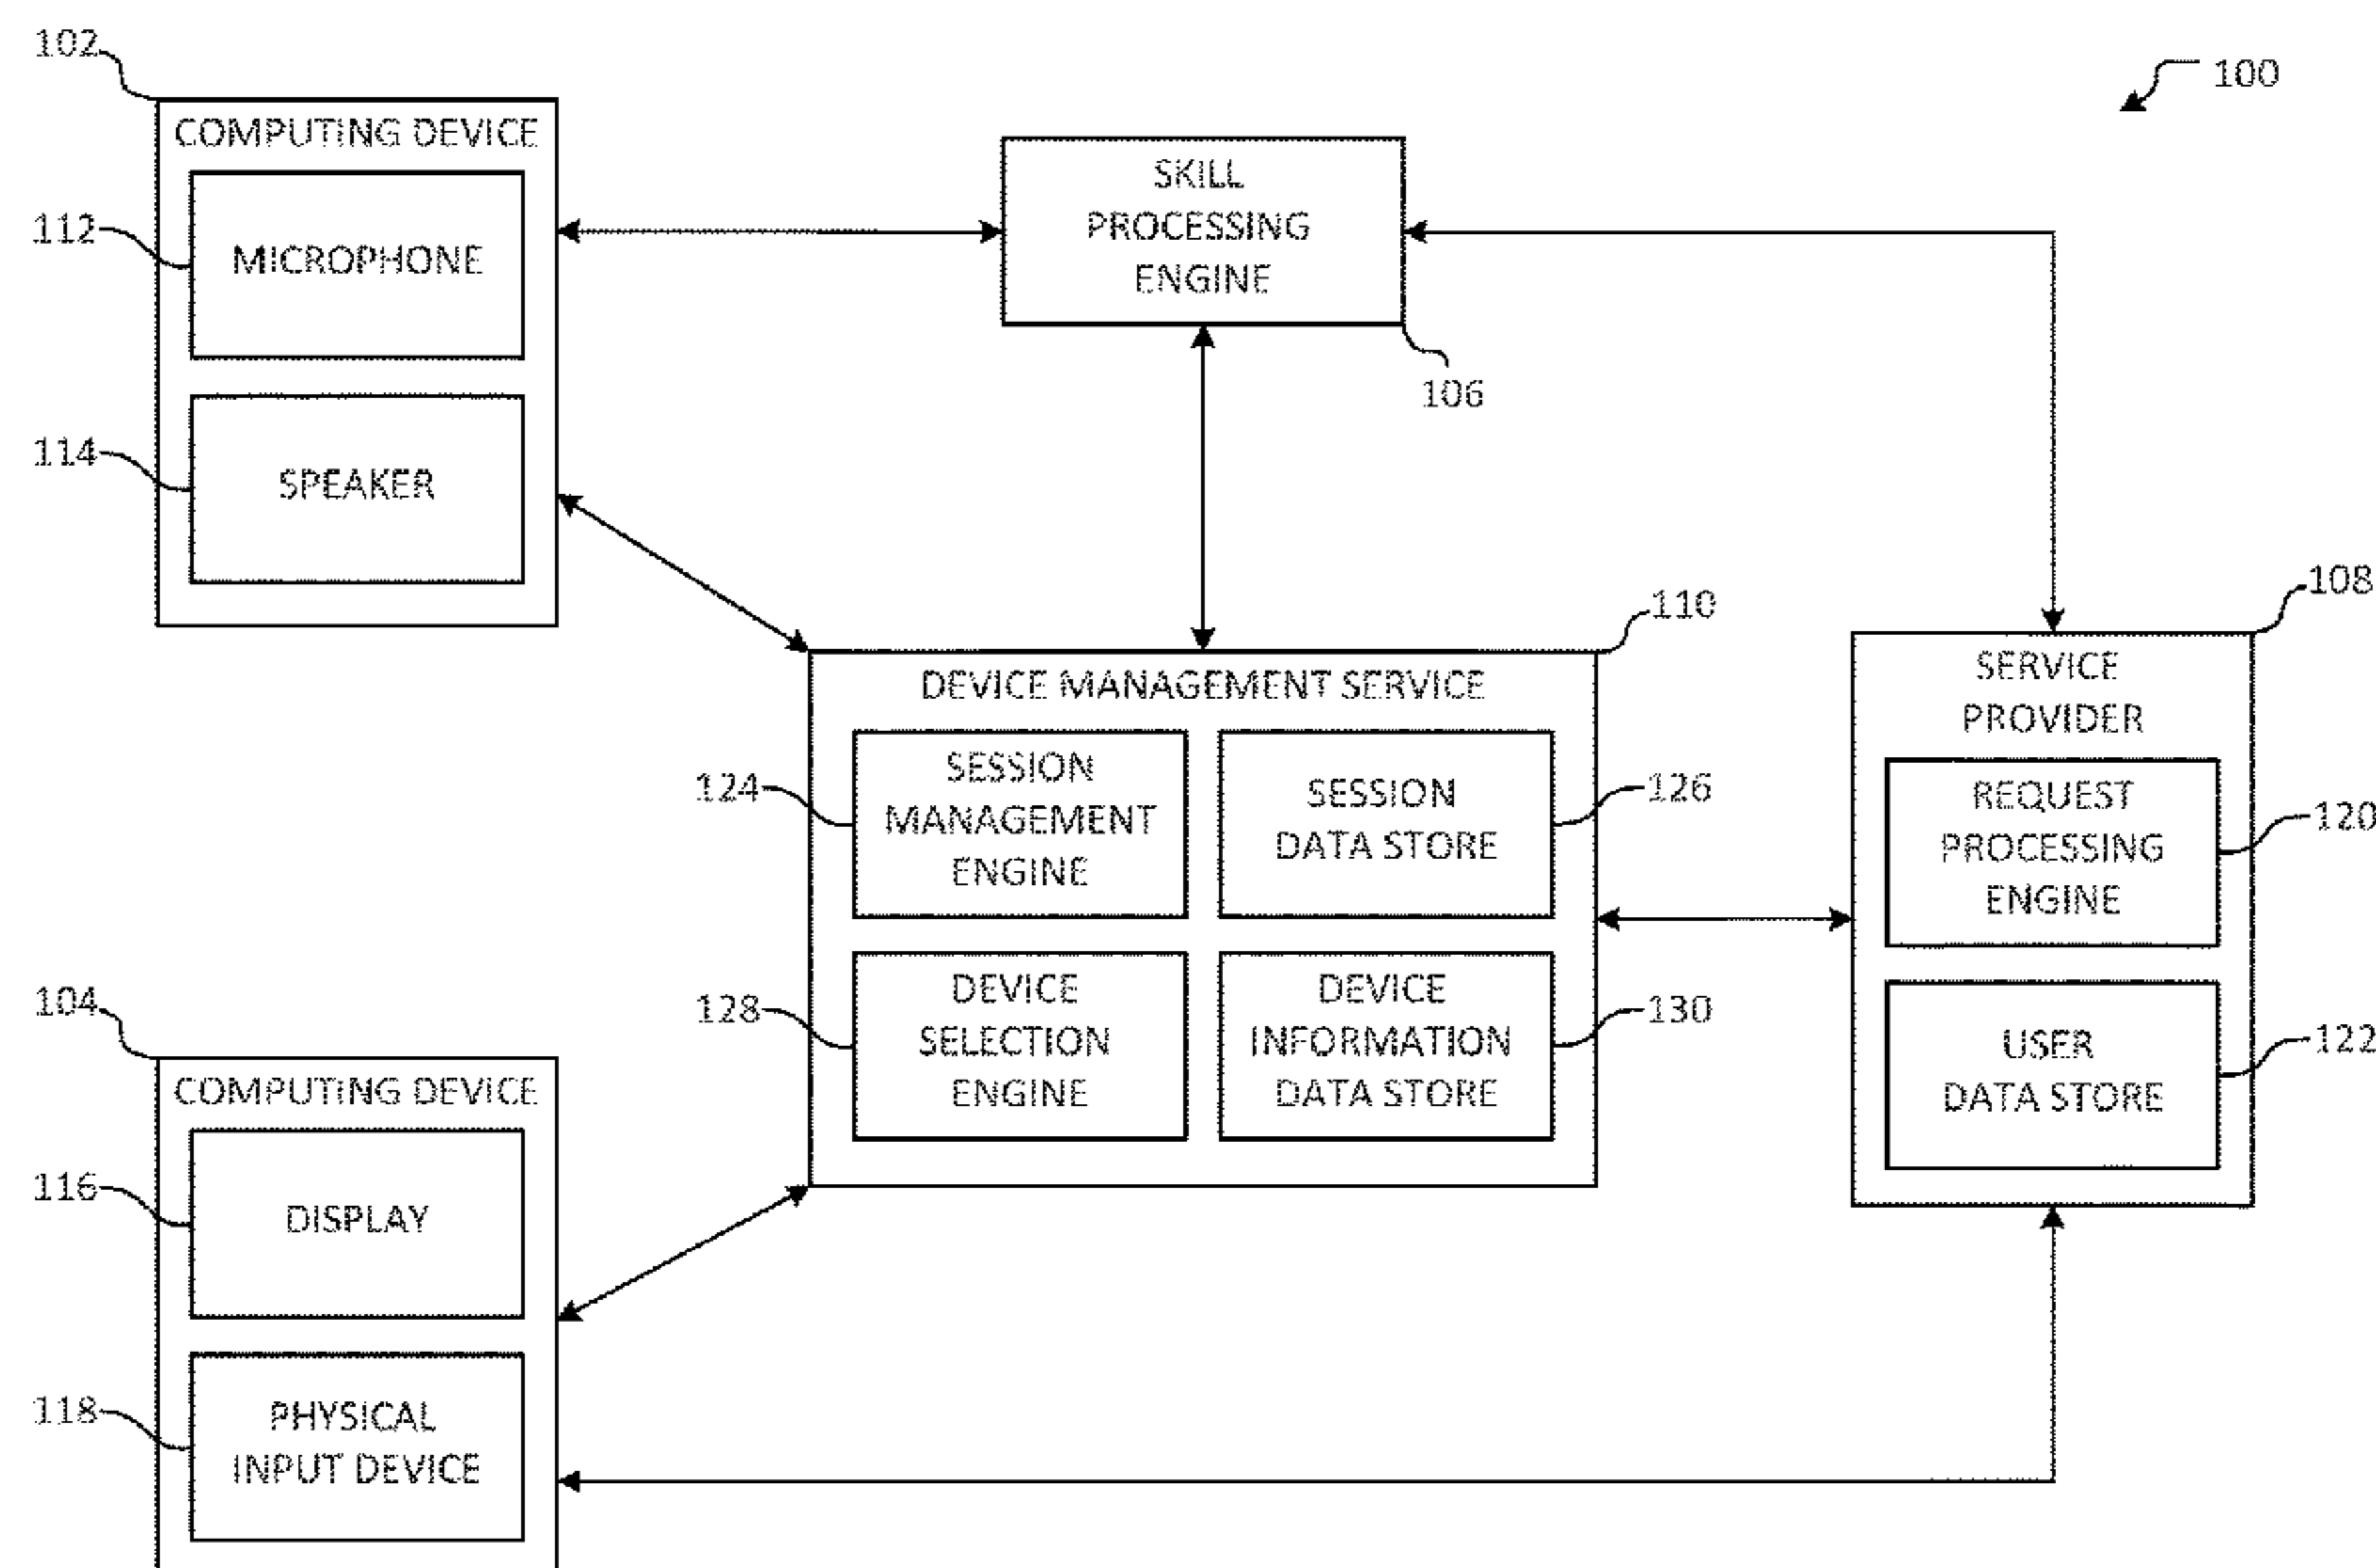 102
100
COMPUTING DEVICE
112
MICROPHONE
114
SPEAKER
SKILL
PROCESSING
ENGINE
106
110
DEVICE MANAGEMENT SERVICE
124
SESSION
MANAGEMENT
ENGINE
SESSION
DATA STORE
126
128
DEVICE
SELECTION
ENGINE
DEVICE
INFORMATION
DATA STORE
130
108
SERVICE
PROVIDER
REQUEST
PROCESSING
ENGINE
120
USER
DATA STORE
122
104
COMPUTING DEVICE
116
DISPLAY
118
PHYSICAL
INPUT DEVICE